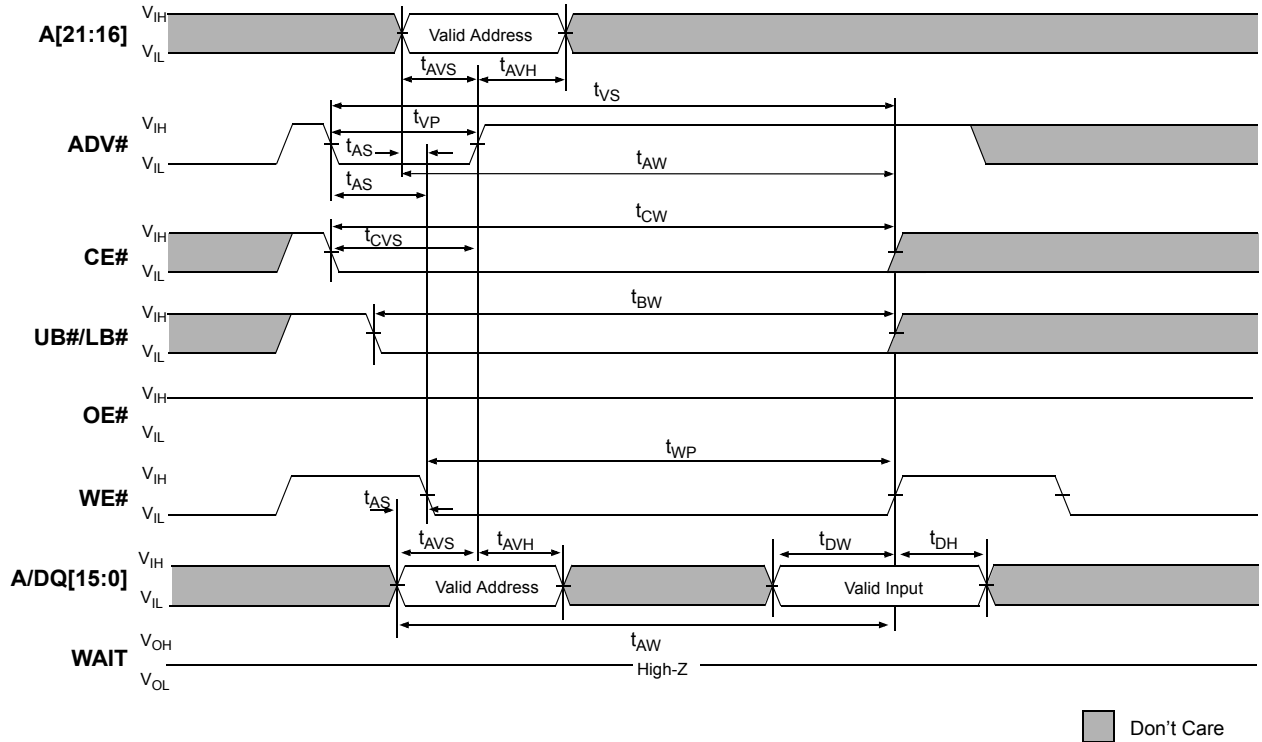 VIH
A[21:16]
Valid Address
VIL
tAVS
tAVH
tVS
VIH
tVP
ADV#
tAS
VIL
tAW
tAS
tCW
VIH
tCVS
CE#
VIL
tBW
VIH
UB#/LB#
VIL
VIH
OE#
VIL
tWP
VIH
WE#
tAS
VIL
tAVS
tAVH
tDW
tDH
VIH
A/DQ[15:0]
Valid Address
Valid Input
VIL
tAW
VOH
WAIT
High-Z
VOL
Don't Care